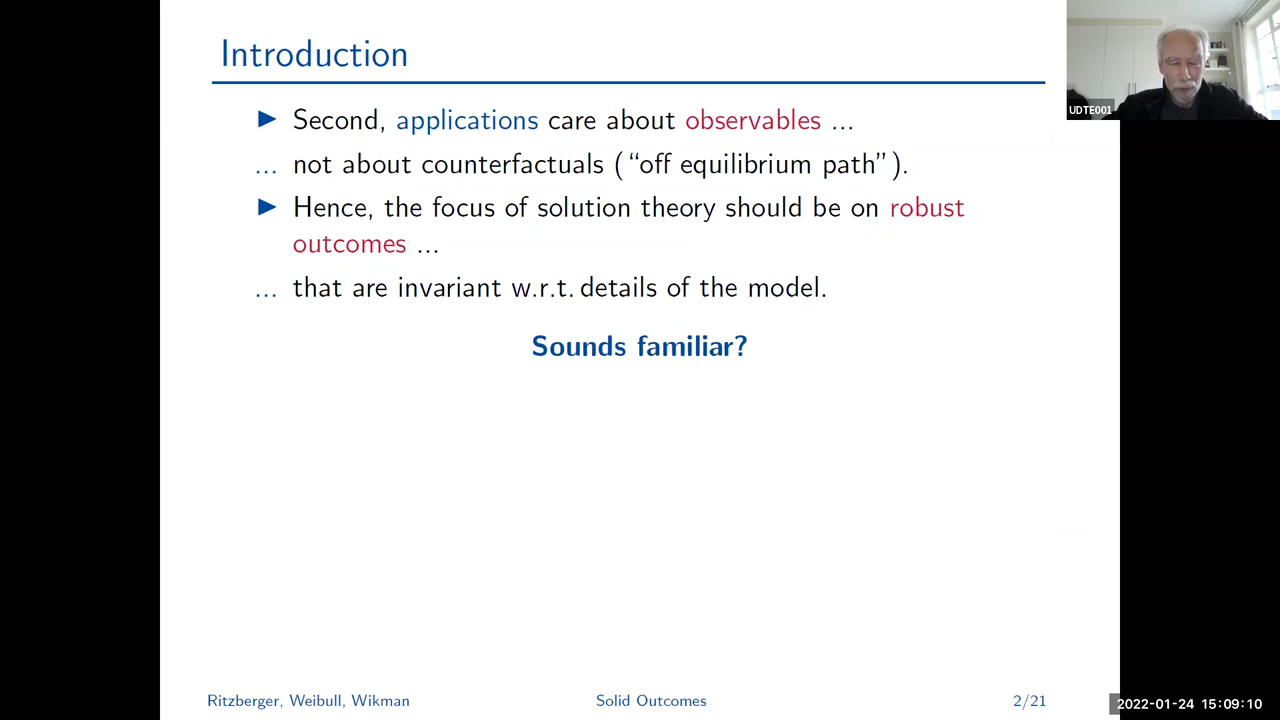 Introduction
▶ Second, applications care about observables ...
... not about counterfactuals (“off equilibrium path”).
▶ Hence, the focus of solution theory should be on robust
outcomes ...
... that are invariant w.r.t. details of the model.
Sounds familiar?
UDTE001
Ritzberger, Weibull, Wikman
Solid Outcomes
2/21
2022-01-24 15:09:10